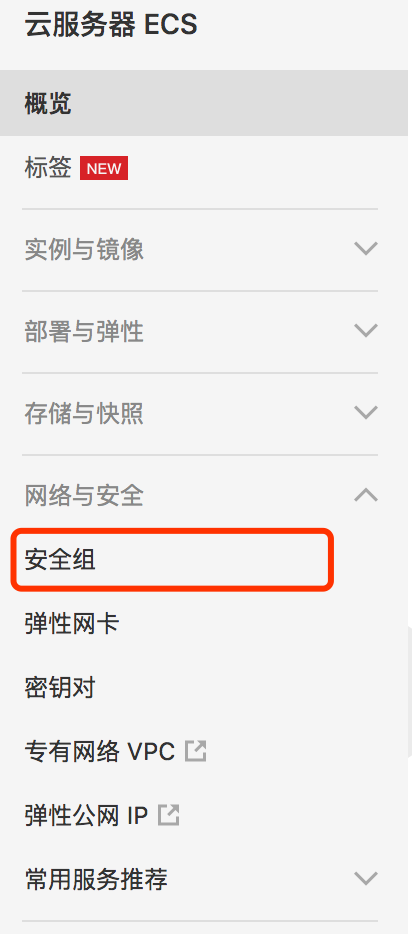 云服务器 ECS
概览
标签 NEW
实例与镜像
部署与弹性
存储与快照
网络与安全
安全组
弹性网卡
密钥对
专有网络 VPC
弹性公网 IP
常用服务推荐